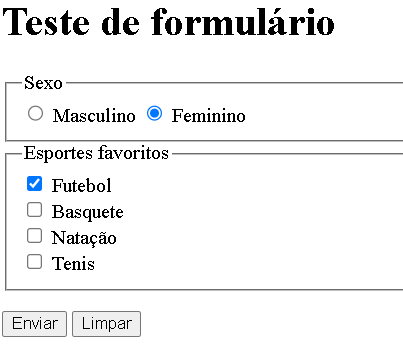 Teste de formulário
Sexo
Masculino Feminino
Esportes favoritos
Futebol
Basquete
Natação
Tenis
Enviar Limpar